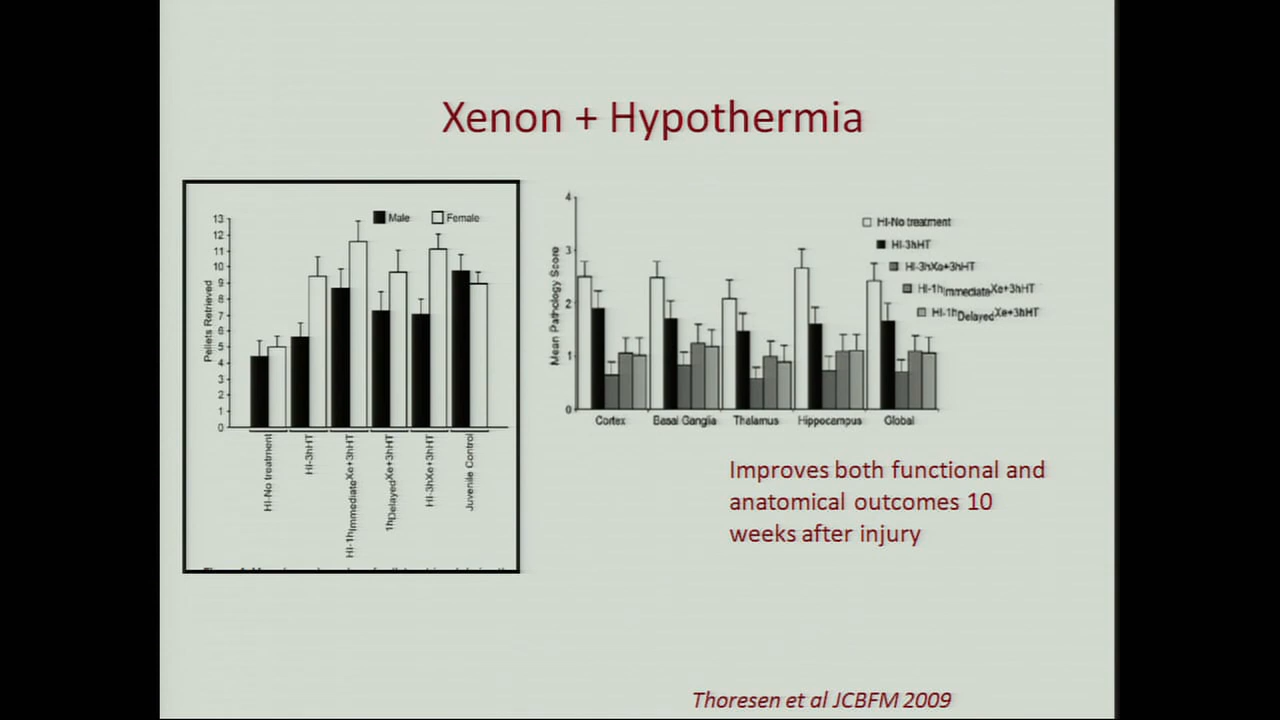 Xenon + Hypothermia
13
12
11
10
9
8
7
6
5
4
3
2
1
0
Pellets Retrieved
Male
Female
HI-No treatment
HI-3hHT
HI-1hImmediateXe+3hHT
1hDelayedXe+3hHT
HI-3hXe+3hHT
Juvenile Control
4
3
2
1
0
Mean Pathology Score
HI-No treatment
HI-3hHT
HI-3hXe+3hHT
HI-1hImmediateXe+3hHT
HI-1hDelayedXe+3hHT
Cortex
Basal Ganglia
Thalamus
Hippocampus
Global
Improves both functional and
anatomical outcomes 10
weeks after injury
Thoresen et al JCBFM 2009